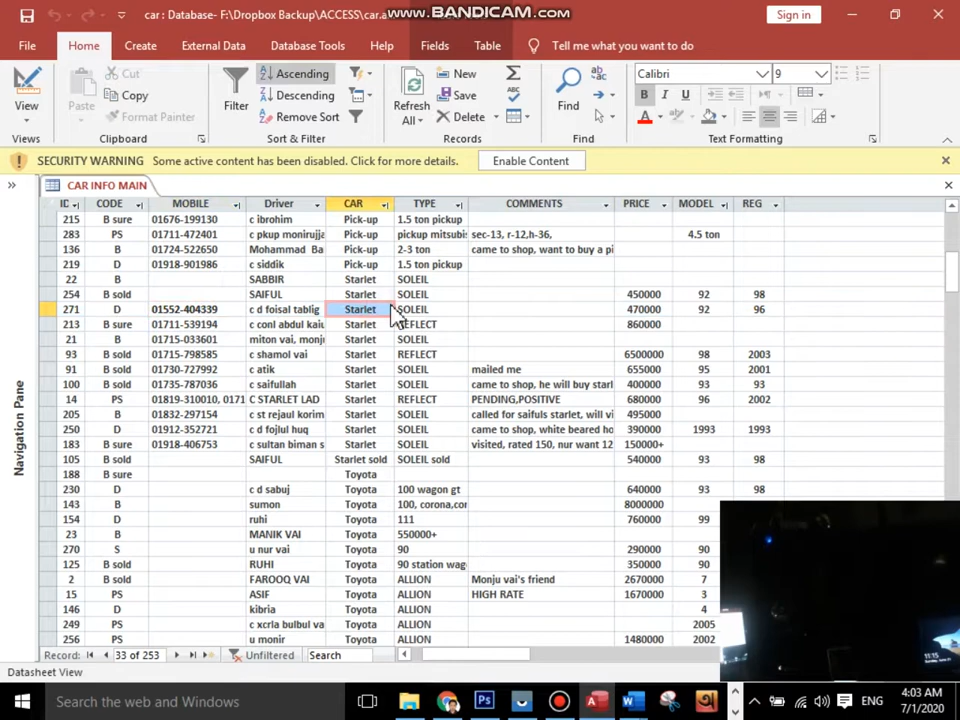 car : Database- F:\Dropbox Backup\ACCESS\car.a
www.BANDICAM.com
Sign in
File Home Create External Data Database Tools Help Fields Table Tell me what you want to do
View
Views
Paste
Cut
Copy
Format Painter
Clipboard
Filter
Ascending
Descending
Remove Sort
Sort & Filter
Refresh All
New
Save
Delete
Records
Find
Find
Calibri 9
B I U
Text Formatting
SECURITY WARNING Some active content has been disabled. Click for more details. Enable Content
CAR INFO MAIN
Navigation Pane
ID CODE MOBILE Driver CAR TYPE COMMENTS PRICE MODEL REG
215 B sure 01676-199130 c ibrohim Pick-up 1.5 ton pickup
283 PS 01711-472401 c pkup monirujja Pick-up pickup mitsubis sec-13, r-12,h-36, 4.5 ton
136 B 01724-522650 Mohammad Ba Pick-up 2-3 ton came to shop, want to buy a pi
219 D 01918-901986 c siddik Pick-up 1.5 ton pickup
22 B SABBIR Starlet SOLEIL
254 B sold SAIFUL Starlet SOLEIL 450000 92 98
271 D 01552-404339 c d foisal tablig Starlet SOLEIL 470000 92 96
213 B sure 01711-539194 c conl abdul kaiu Starlet REFLECT 860000
21 B 01715-033601 miton vai, monju Starlet SOLEIL
93 B sold 01715-798585 c shamol vai Starlet REFLECT 6500000 98 2003
91 B sold 01730-727992 c atik Starlet SOLEIL mailed me 655000 95 2001
100 B sold 01735-787036 c saifullah Starlet SOLEIL came to shop, he will buy starl 400000 93 93
14 PS 01819-310010, 0171 C STARLET LAD Starlet REFLECT PENDING,POSITIVE 680000 96 2002
205 B 01832-297154 c st rejaul korim Starlet SOLEIL called for saifuls starlet, will vi 495000
250 D 01912-352721 c d fojlul huq Starlet SOLEIL came to shop, white beared ho 390000 1993 1993
183 B sure 01918-406753 c sultan biman s Starlet SOLEIL visited, rated 150, nur want 12 150000+
105 B sold SAIFUL Starlet sold SOLEIL sold 540000 93 98
188 B sure Toyota
230 D c d sabuj Toyota 100 wagon gt 640000 93 98
143 B sumon Toyota 100, corona,cor 8000000
154 D ruhi Toyota 111 760000 99
23 B MANIK VAI Toyota 550000+
270 S u nur vai Toyota 90 290000 90
125 B sold RUHI Toyota 90 station wag 350000 90
2 B sold FAROOQ VAI Toyota ALLION Monju vai's friend 2670000 7
15 PS ASIF Toyota ALLION HIGH RATE 1670000 3
146 D kibria Toyota ALLION 4
249 PS c xcrla bulbul va Toyota ALLION 2005
256 PS u monir Toyota ALLION 1480000 2002
Record: 33 of 253 Unfiltered Search
Datasheet View
Search the web and Windows
ENG
4:03 AM
7/1/2020
11:15